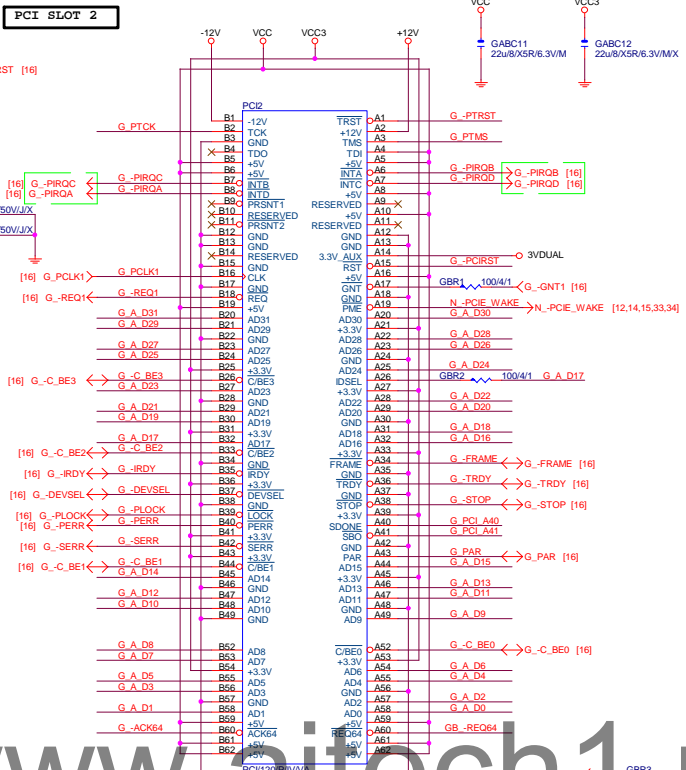 PCI SLOT 2
-12V
VCC
VCC3
+12V
VCC
VCC3
GABC11
22u/8/X5R/6.3V/M
GABC12
22u/8/X5R/6.3V/M/X
RST [16]
PCI2
G_PTCK
B1 -12V TRST A1 G_-PTRST
B2 TCK +12V A2
B3 GND TMS A3 G_PTMS
B4 TDO TDI A4
B5 +5V +5V A5
B6 +5V INTA A6 G_-PIRQB G_-PIRQB [16]
[16] G_-PIRQC G_-PIRQC B7 INTB INTC A7 G_-PIRQD G_-PIRQD [16]
[16] G_-PIRQA G_-PIRQA B8 INTD +5V A8
B9 PRSNT1 RESERVED A9
/50V/J/X
B10 RESERVED +5V A10
B11 PRSNT2 RESERVED A11
/50V/J/X
B12 GND GND A12
B13 GND GND A13
B14 RESERVED 3.3V_AUX A14 3VDUAL
B15 GND RST A15 G_-PCIRST
[16] G_PCLK1 G_PCLK1 B16 CLK +5V A16
B17 GND GNT A17 GBR1 100/4/1 G_-GNT1 [16]
[16] G_-REQ1 G_-REQ1 B18 REQ GND A18
B19 +5V PME A19 N_-PCIE_WAKE N_-PCIE_WAKE [12,14,15,33,34]
G_A_D31 B20 AD31 AD30 A20 G_A_D30
G_A_D29 B21 AD29 +3.3V A21
B22 GND AD28 A22 G_A_D28
G_A_D27 B23 AD27 AD26 A23 G_A_D26
G_A_D25 B24 AD25 GND A24
B25 +3.3V AD24 A25 G_A_D24
[16] G_-C_BE3 G_-C_BE3 B26 C/BE3 IDSEL A26 GBR2 100/4/1 G_A_D17
G_A_D23 B27 AD23 +3.3V A27
B28 GND AD22 A28 G_A_D22
G_A_D21 B29 AD21 AD20 A29 G_A_D20
G_A_D19 B30 AD19 GND A30
B31 +3.3V AD18 A31 G_A_D18
G_A_D17 B32 AD17 AD16 A32 G_A_D16
[16] G_-C_BE2 G_-C_BE2 B33 C/BE2 +3.3V A33
B34 GND FRAME A34 G_-FRAME G_-FRAME [16]
[16] G_-IRDY G_-IRDY B35 IRDY GND A35
B36 +3.3V TRDY A36 G_-TRDY G_-TRDY [16]
[16] G_-DEVSEL G_-DEVSEL B37 DEVSEL GND A37
B38 GND STOP A38 G_-STOP G_-STOP [16]
[16] G_-PLOCK G_-PLOCK B39 LOCK +3.3V A39
[16] G_-PERR G_-PERR B40 PERR SDONE A40 G_PCI_A40
B41 +3.3V SBO A41 G_PCI_A41
[16] G_-SERR G_-SERR B42 SERR GND A42
B43 +3.3V PAR A43 G_PAR G_PAR [16]
[16] G_-C_BE1 G_-C_BE1 B44 C/BE1 AD15 A44 G_A_D15
G_A_D14 B45 AD14 +3.3V A45
B46 GND AD13 A46 G_A_D13
G_A_D12 B47 AD12 AD11 A47 G_A_D11
G_A_D10 B48 AD10 GND A48
B49 GND AD9 A49 G_A_D9
G_A_D8 B52 AD8 C/BE0 A52 G_-C_BE0 G_-C_BE0 [16]
G_A_D7 B53 AD7 +3.3V A53
B54 +3.3V AD6 A54 G_A_D6
G_A_D5 B55 AD5 AD4 A55 G_A_D4
G_A_D3 B56 AD3 GND A56
B57 GND AD2 A57 G_A_D2
G_A_D1 B58 AD1 AD0 A58 G_A_D0
B59 +5V +5V A59
G_-ACK64 B60 ACK64 REQ64 A60 GB_-REQ64
B61 +5V +5V A61
B62 +5V +5V A62
GBR3